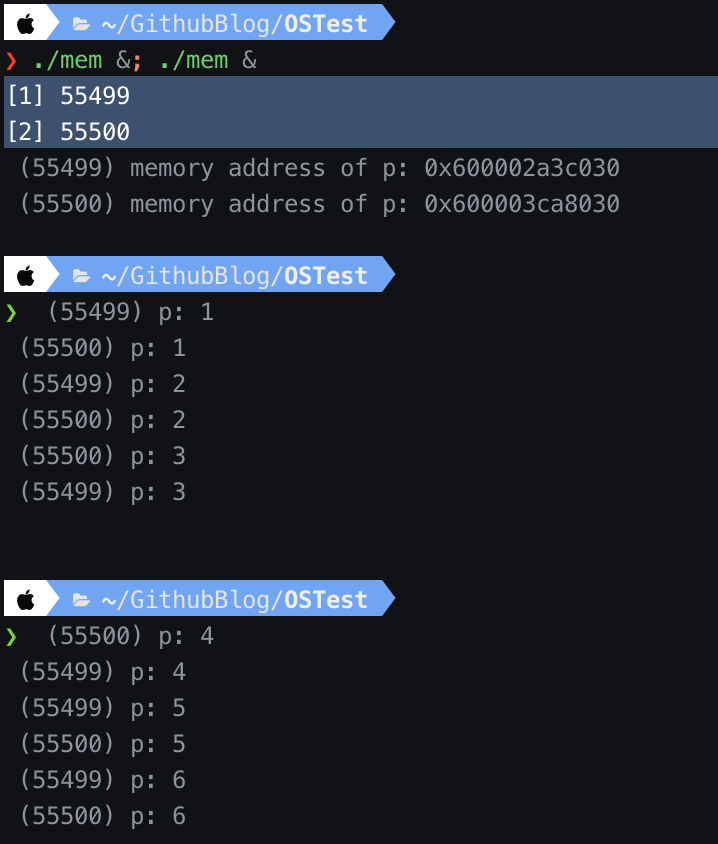 ~/GithubBlog/OSTest
❯ ./mem &; ./mem &
[1] 55499
[2] 55500
(55499) memory address of p: 0x600002a3c030
(55500) memory address of p: 0x600003ca8030
~/GithubBlog/OSTest
❯ (55499) p: 1
(55500) p: 1
(55499) p: 2
(55500) p: 2
(55500) p: 3
(55499) p: 3
~/GithubBlog/OSTest
❯ (55500) p: 4
(55499) p: 4
(55499) p: 5
(55500) p: 5
(55499) p: 6
(55500) p: 6